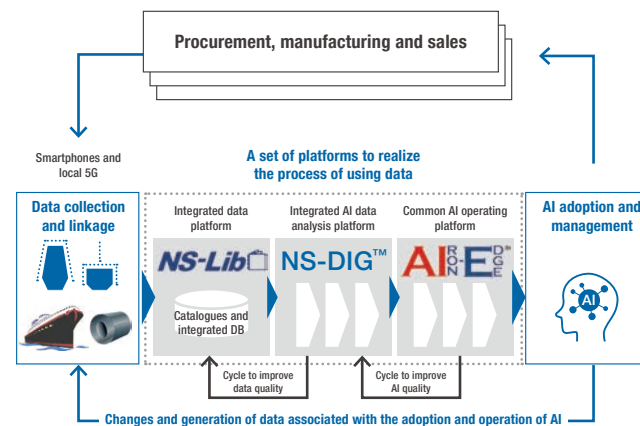 Procurement, manufacturing and sales
Smartphones and
local 5G
A set of platforms to realize
the process of using data
Data collection
and linkage
Integrated data
platform
Integrated AI data
analysis platform
Common AI operating
platform
AI adoption and
management
NS-Lib
NS-DIG™
AIRON-EDGE™
Catalogues and
integrated DB
AI
Cycle to improve
data quality
Cycle to improve
AI quality
Changes and generation of data associated with the adoption and operation of AI